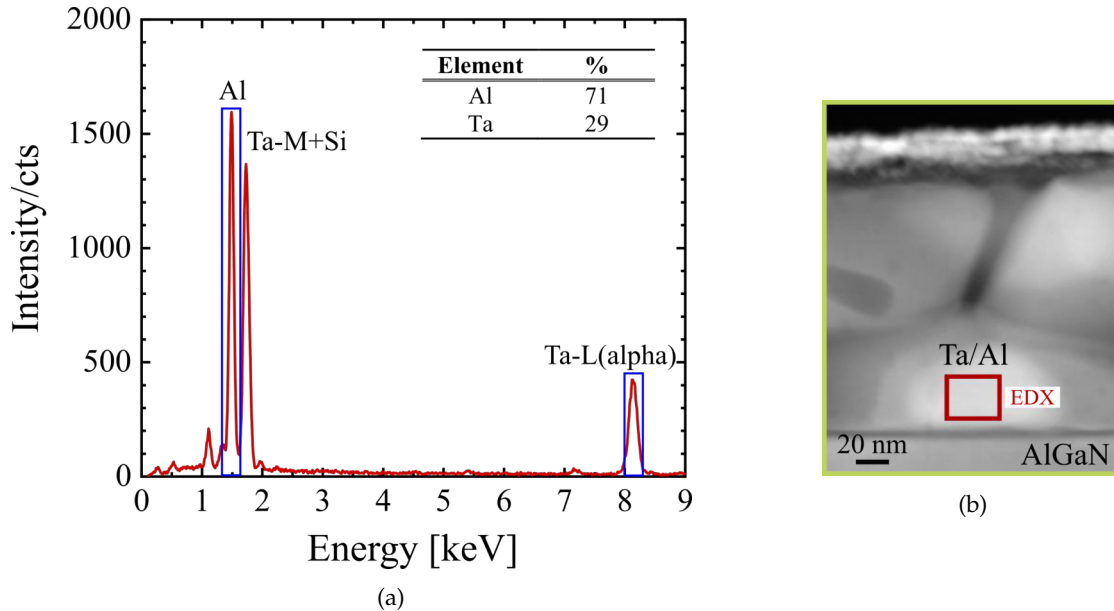 2000
1500
1000
500
0
Intensity/cts
0 1 2 3 4 5 6 7 8 9
Energy [keV]
Al
Ta-M+Si
Ta-L(alpha)
Element %
Al 71
Ta 29
(a)
Ta/Al
EDX
20 nm
AlGaN
(b)